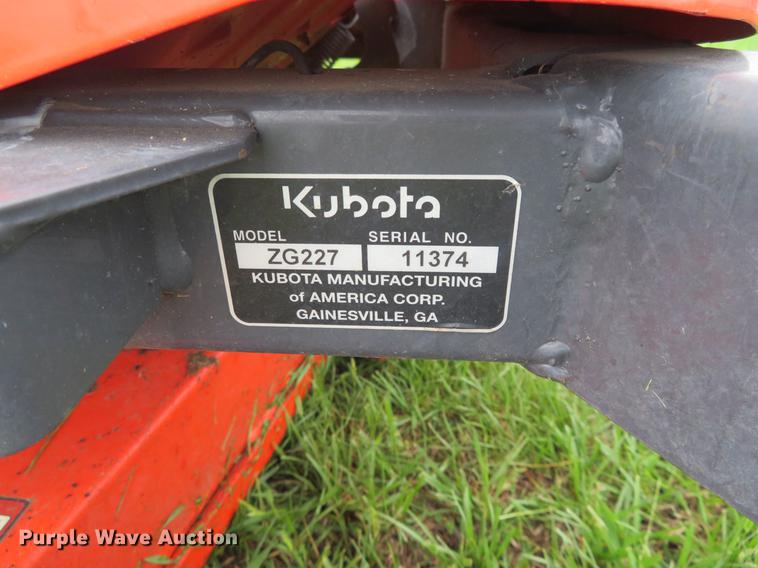 Kubota
MODEL SERIAL NO.
ZG227 11374
KUBOTA MANUFACTURING
of AMERICA CORP.
GAINESVILLE, GA
Purple Wave Auction